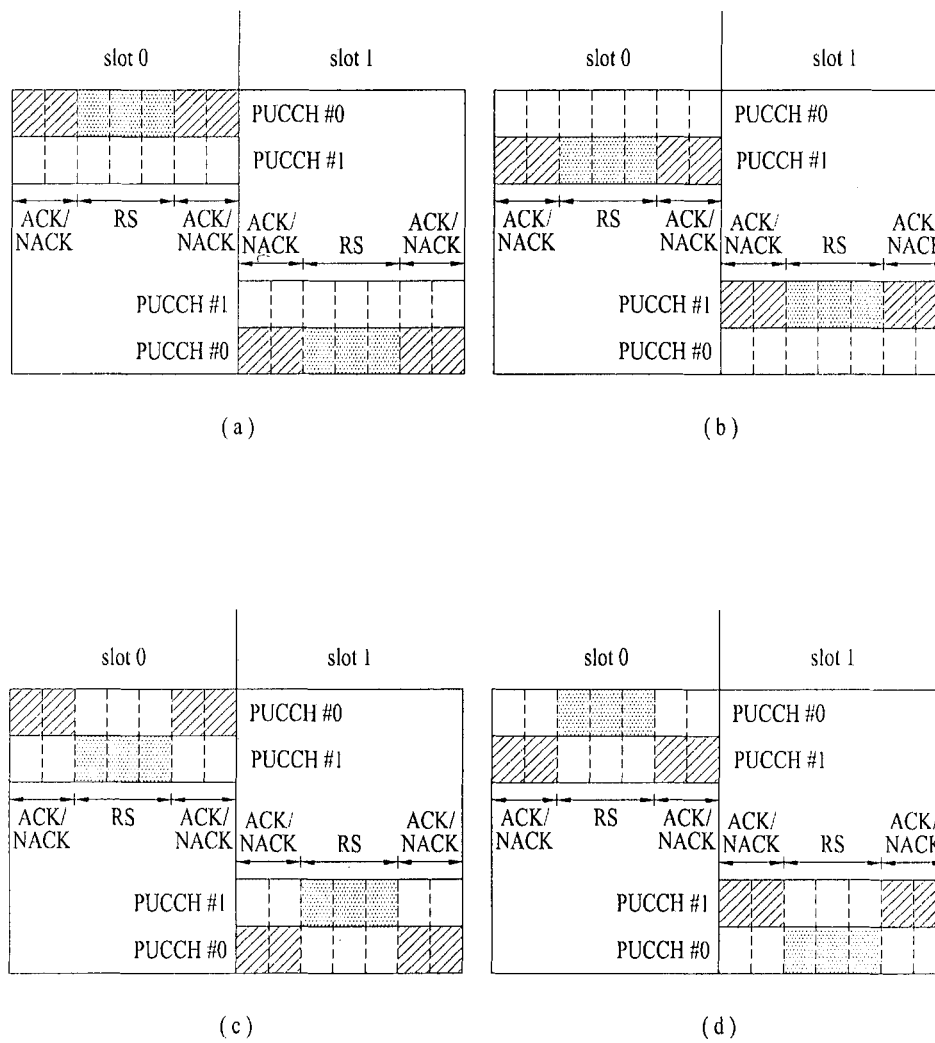 slot 0
slot 1
PUCCH #0
PUCCH #1
ACK/
NACK
RS
ACK/
NACK
ACK/
NACK
RS
ACK/
NACK
PUCCH #1
PUCCH #0
(a)
slot 0
slot 1
PUCCH #0
PUCCH #1
ACK/
NACK
RS
ACK/
NACK
ACK/
NACK
RS
ACK/
NACK
PUCCH #1
PUCCH #0
(b)
slot 0
slot 1
PUCCH #0
PUCCH #1
ACK/
NACK
RS
ACK/
NACK
ACK/
NACK
RS
ACK/
NACK
PUCCH #1
PUCCH #0
(c)
slot 0
slot 1
PUCCH #0
PUCCH #1
ACK/
NACK
RS
ACK/
NACK
ACK/
NACK
RS
ACK/
NACK
PUCCH #1
PUCCH #0
(d)